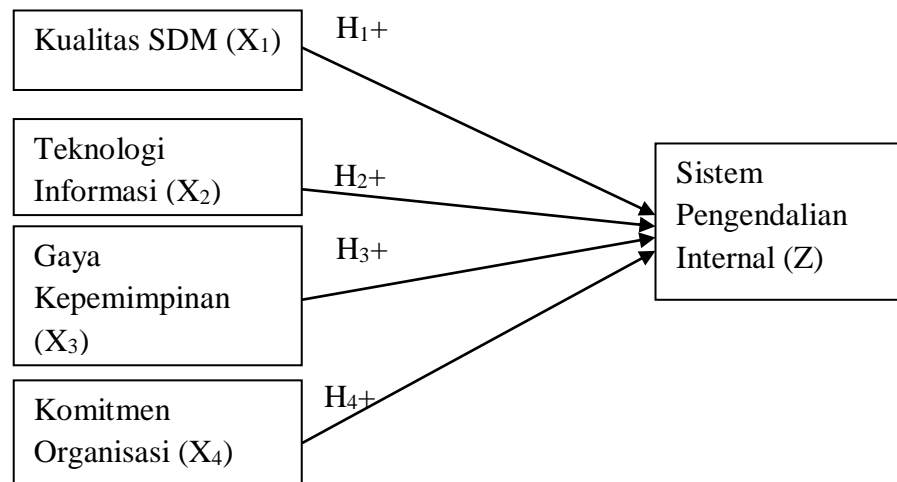 Kualitas SDM (X₁)
H₁+
Teknologi
Informasi (X₂)
H₂+
Gaya
Kepemimpinan
(X₃)
H₃+
Komitmen
Organisasi (X₄)
H₄+
Sistem
Pengendalian
Internal (Z)